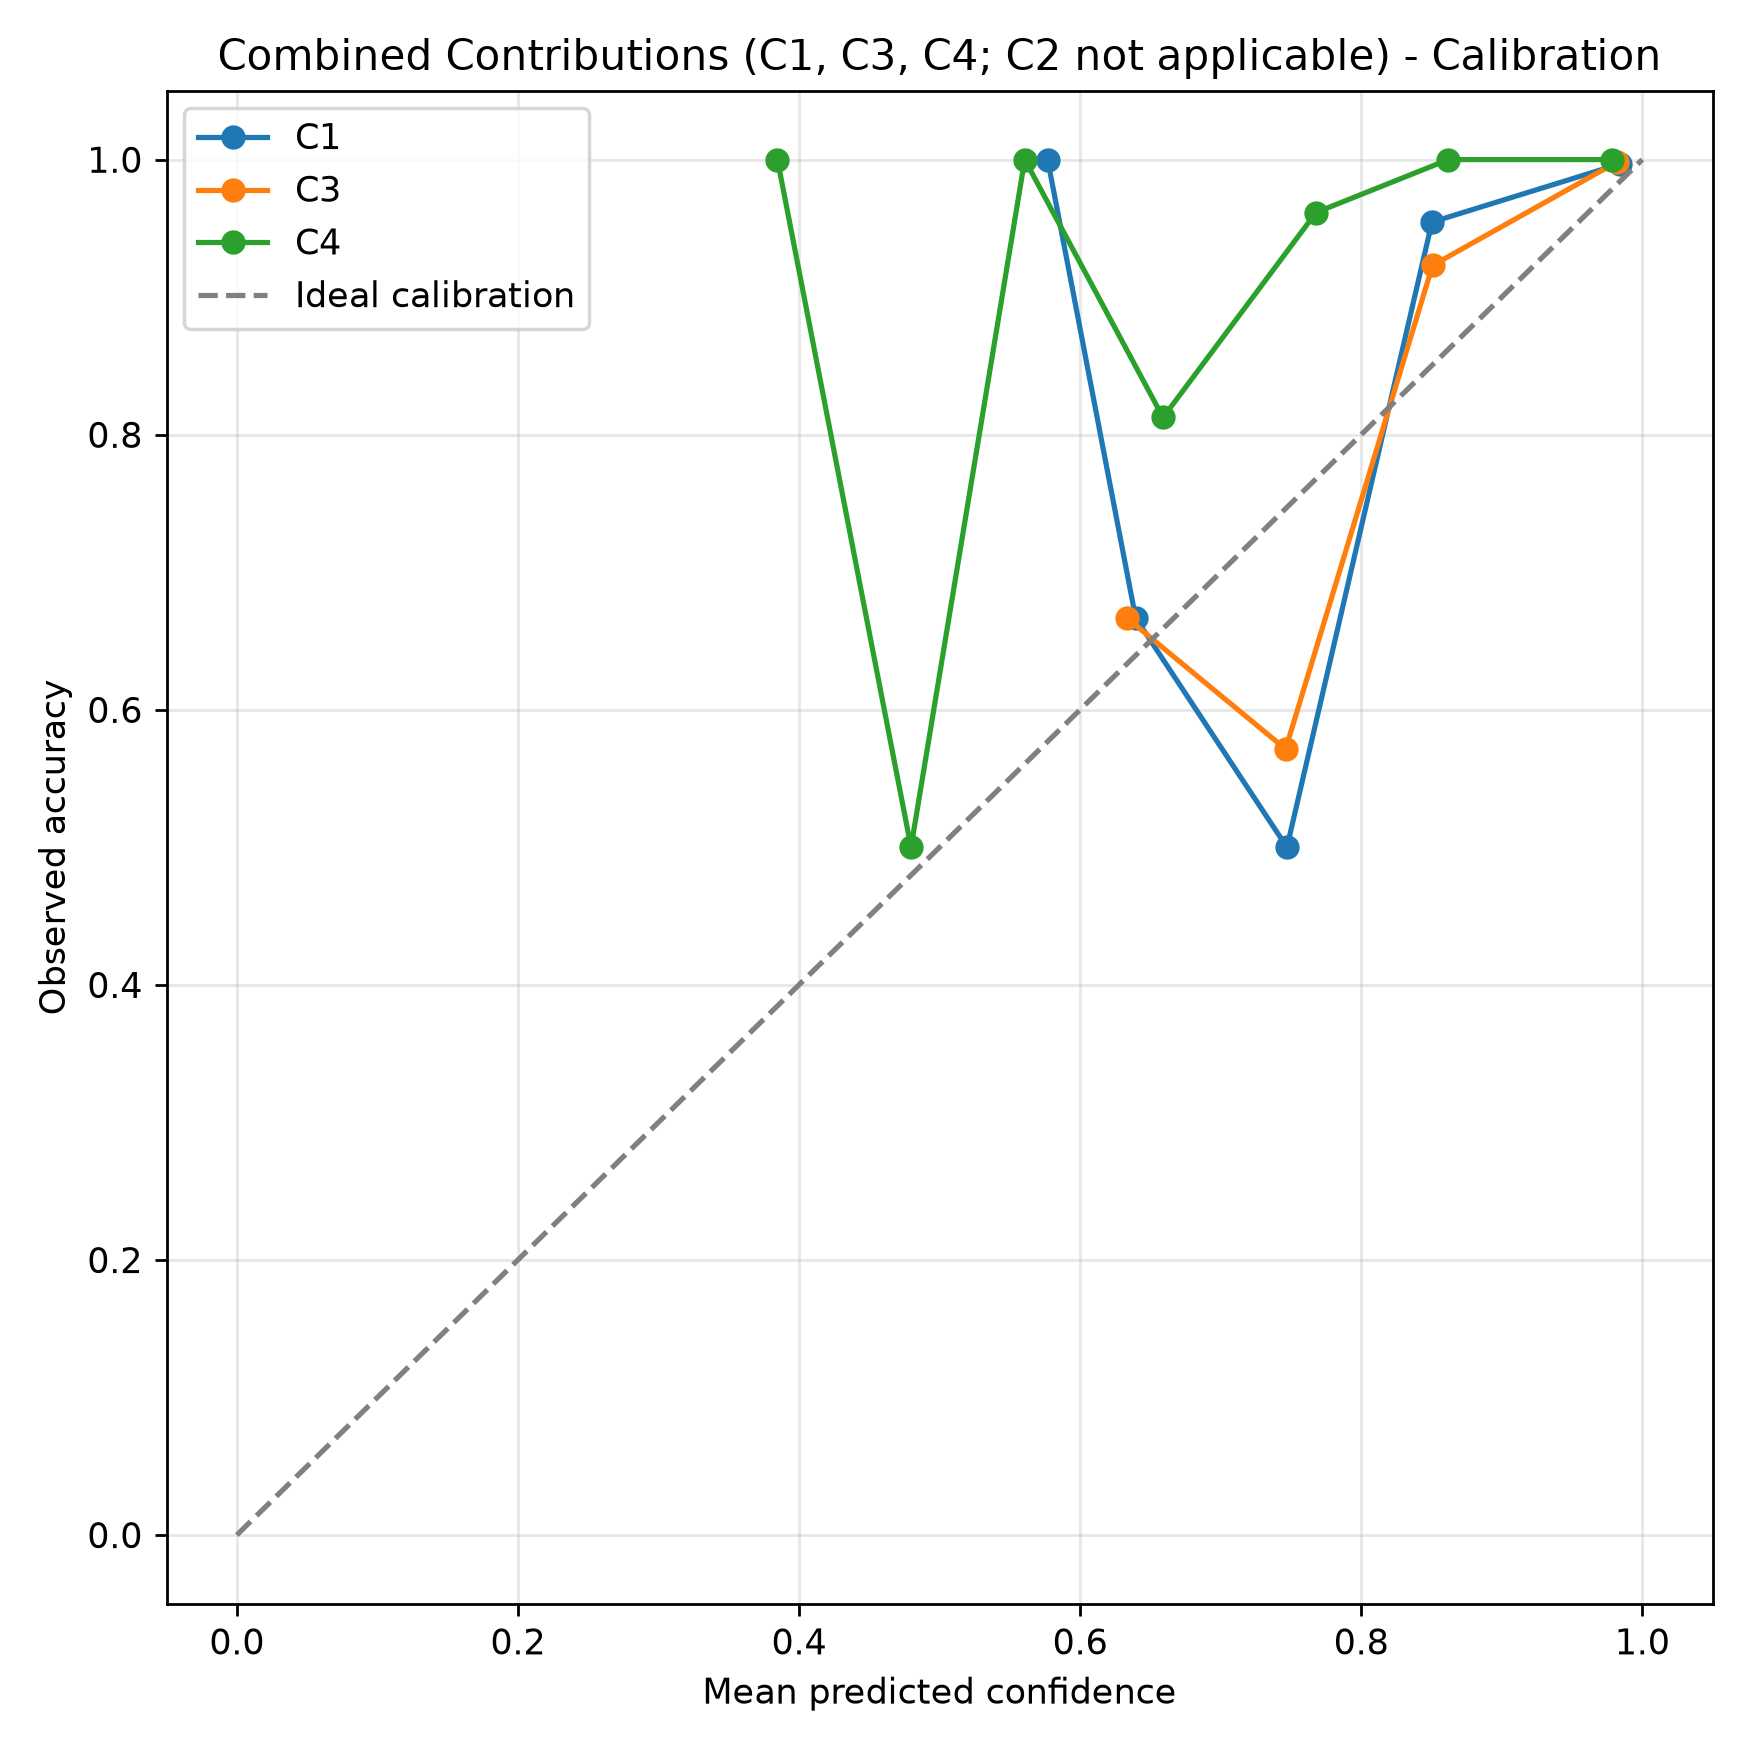 Combined Contributions (C1, C3, C4; C2 not applicable) - Calibration
C1
C3
C4
Ideal calibration
1.0
0.8
0.6
0.4
0.2
0.0
Observed accuracy
0.0 0.2 0.4 0.6 0.8 1.0
Mean predicted confidence